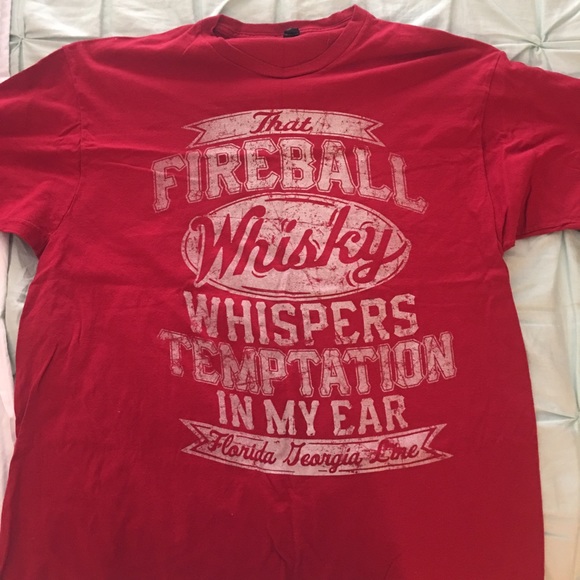 That
FIREBALL
Whisky
WHISPERS
TEMPTATION
IN MY EAR
Florida Georgia Line